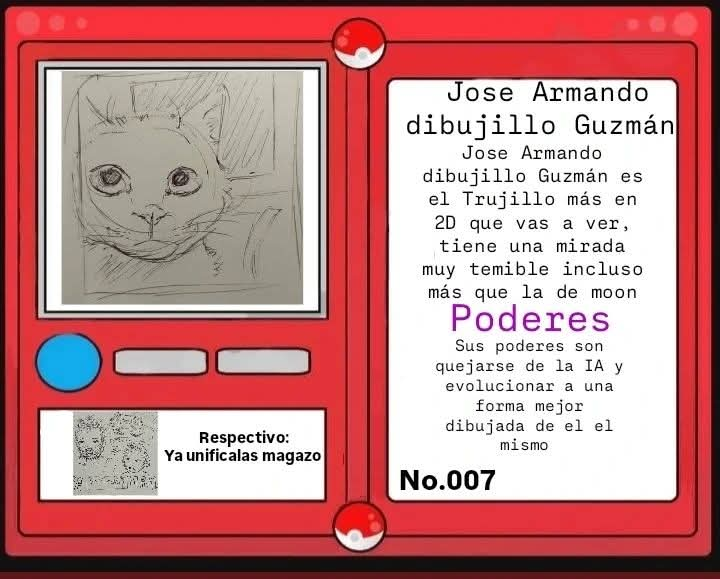 Jose Armando
dibujillo Guzmán
Jose Armando
dibujillo Guzmán es
el Trujillo más en
2D que vas a ver,
tiene una mirada
muy temible incluso
más que la de moon
Poderes
Sus poderes son
quejarse de la IA y
evolucionar a una
forma mejor
dibujada de el el
mismo
No.007
Respectivo:
Ya unificalas magazo